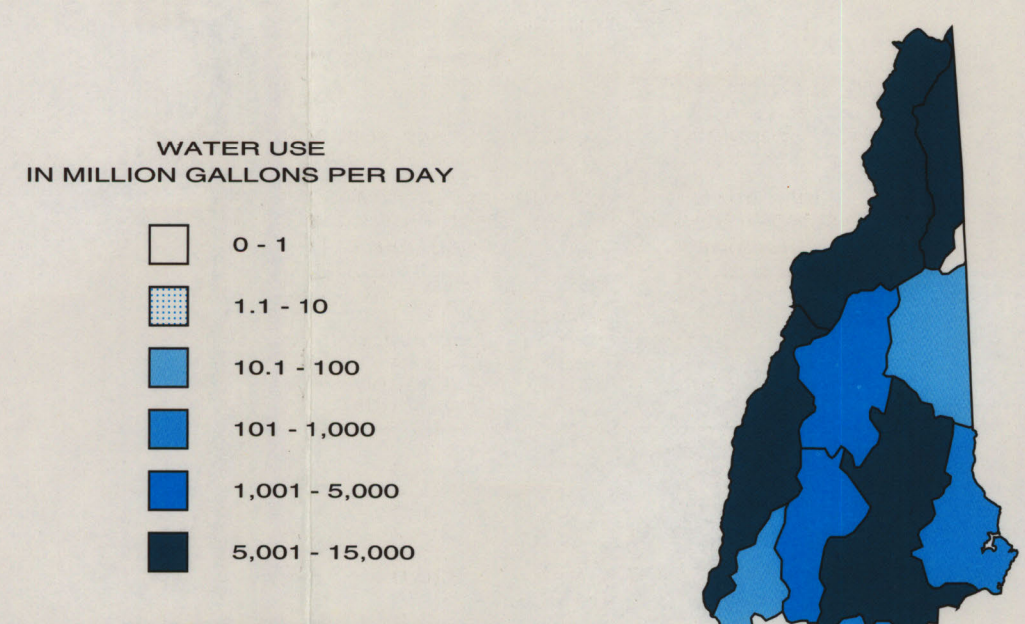 WATER USE
IN MILLION GALLONS PER DAY
0 - 1
1.1 - 10
10.1 - 100
101 - 1,000
1,001 - 5,000
5,001 - 15,000